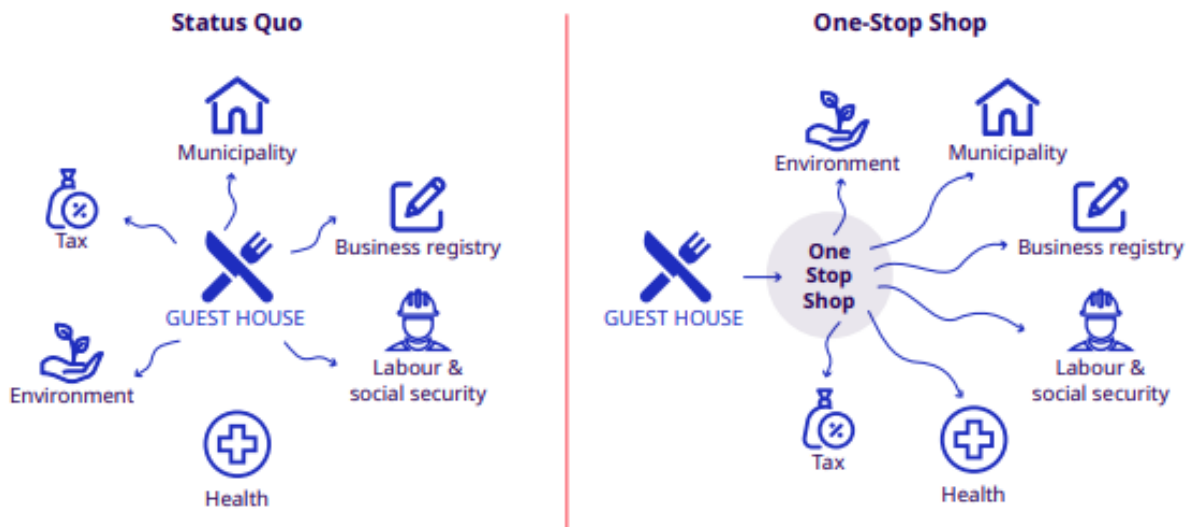 Status Quo
Municipality
Tax
Business registry
GUEST HOUSE
Labour &
social security
Environment
Health
One-Stop Shop
Environment
Municipality
Business registry
One
Stop
Shop
GUEST HOUSE
Labour &
social security
Tax
Health